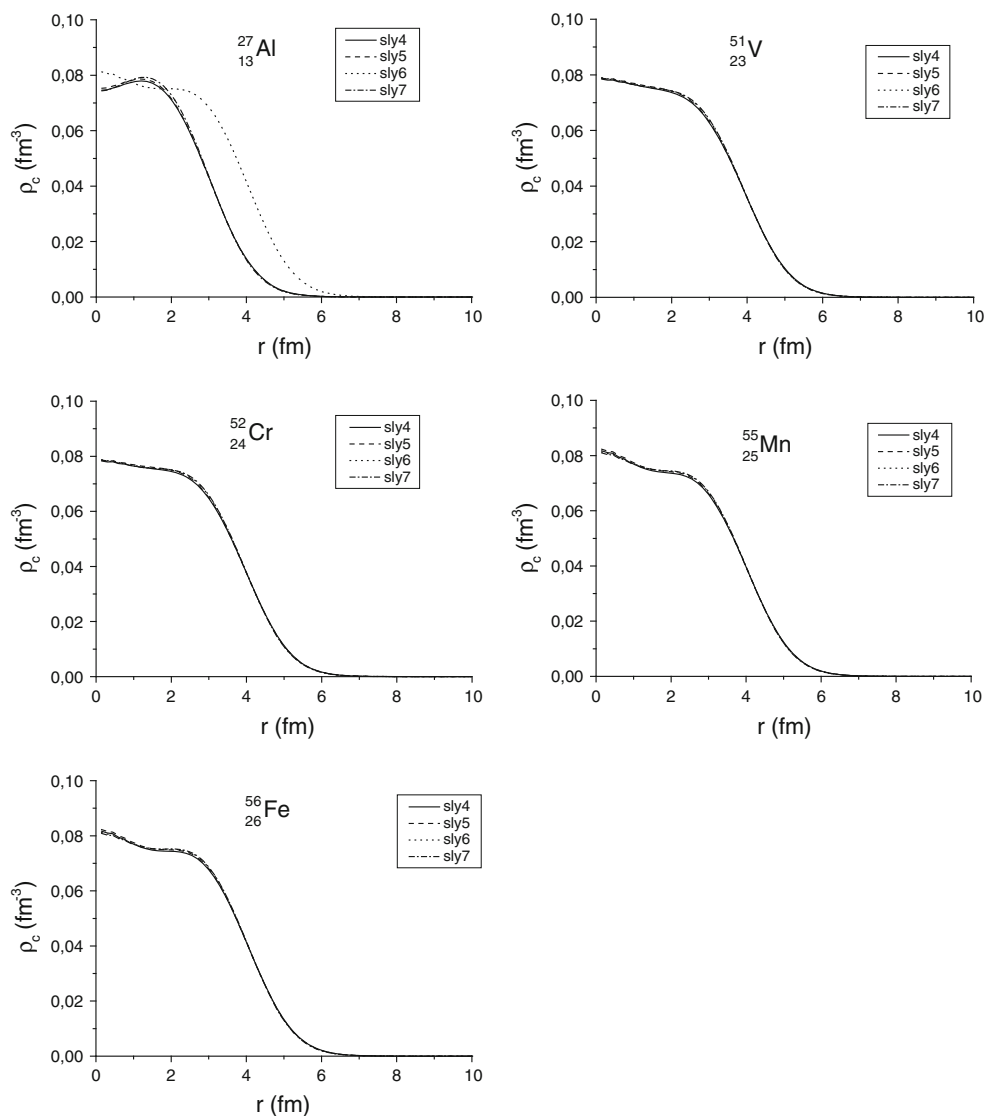 0,10
0,08
0,06
0,04
0,02
0,00
ρc (fm-3)
27
13Al
sly4
sly5
sly6
sly7
0 2 4 6 8 10
r (fm)
0,10
0,08
0,06
0,04
0,02
0,00
ρc (fm-3)
51
23V
sly4
sly5
sly6
sly7
0 2 4 6 8 10
r (fm)
0,10
0,08
0,06
0,04
0,02
0,00
ρc (fm-3)
52
24Cr
sly4
sly5
sly6
sly7
0 2 4 6 8 10
r (fm)
0,10
0,08
0,06
0,04
0,02
0,00
ρc (fm-3)
55
25Mn
sly4
sly5
sly6
sly7
0 2 4 6 8 10
r (fm)
0,10
0,08
0,06
0,04
0,02
0,00
ρc (fm-3)
56
26Fe
sly4
sly5
sly6
sly7
0 2 4 6 8 10
r (fm)